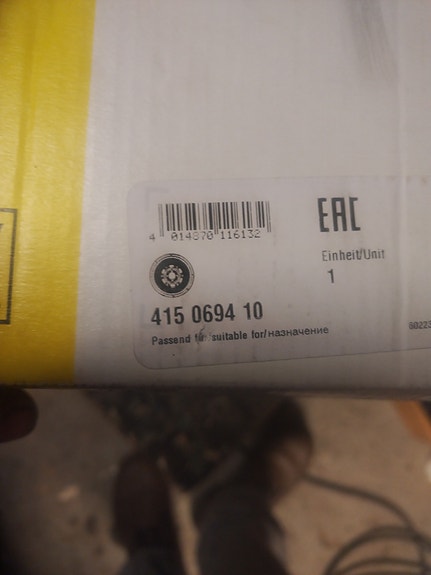 4 014870 116132
EAC
Einheit/Unit
1
415 0694 10
Passend für/suitable for/назначение